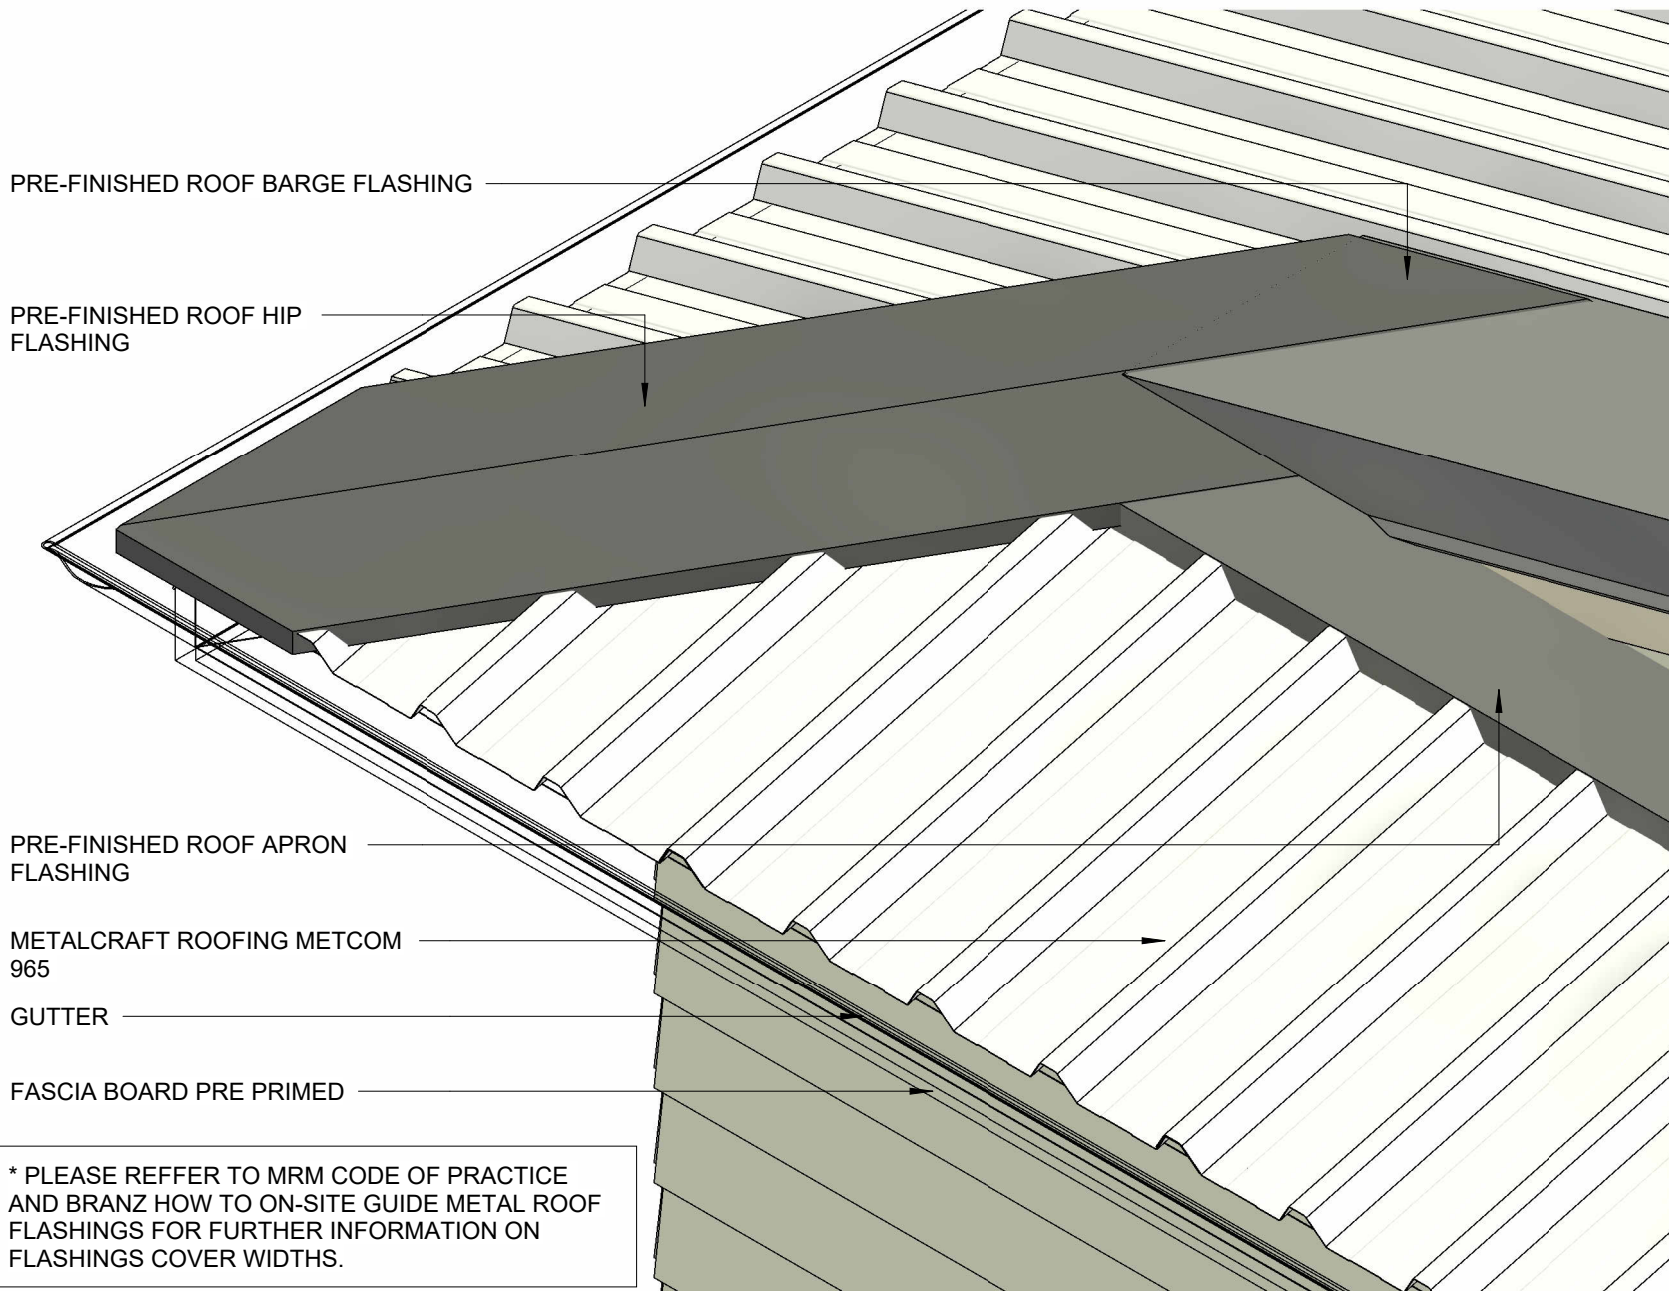 PRE-FINISHED ROOF BARGE FLASHING
PRE-FINISHED ROOF HIP
FLASHING
PRE-FINISHED ROOF APRON
FLASHING
METALCRAFT ROOFING METCOM
965
GUTTER
FASCIA BOARD PRE PRIMED
* PLEASE REFFER TO MRM CODE OF PRACTICE
AND BRANZ HOW TO ON-SITE GUIDE METAL ROOF
FLASHINGS FOR FURTHER INFORMATION ON
FLASHINGS COVER WIDTHS.